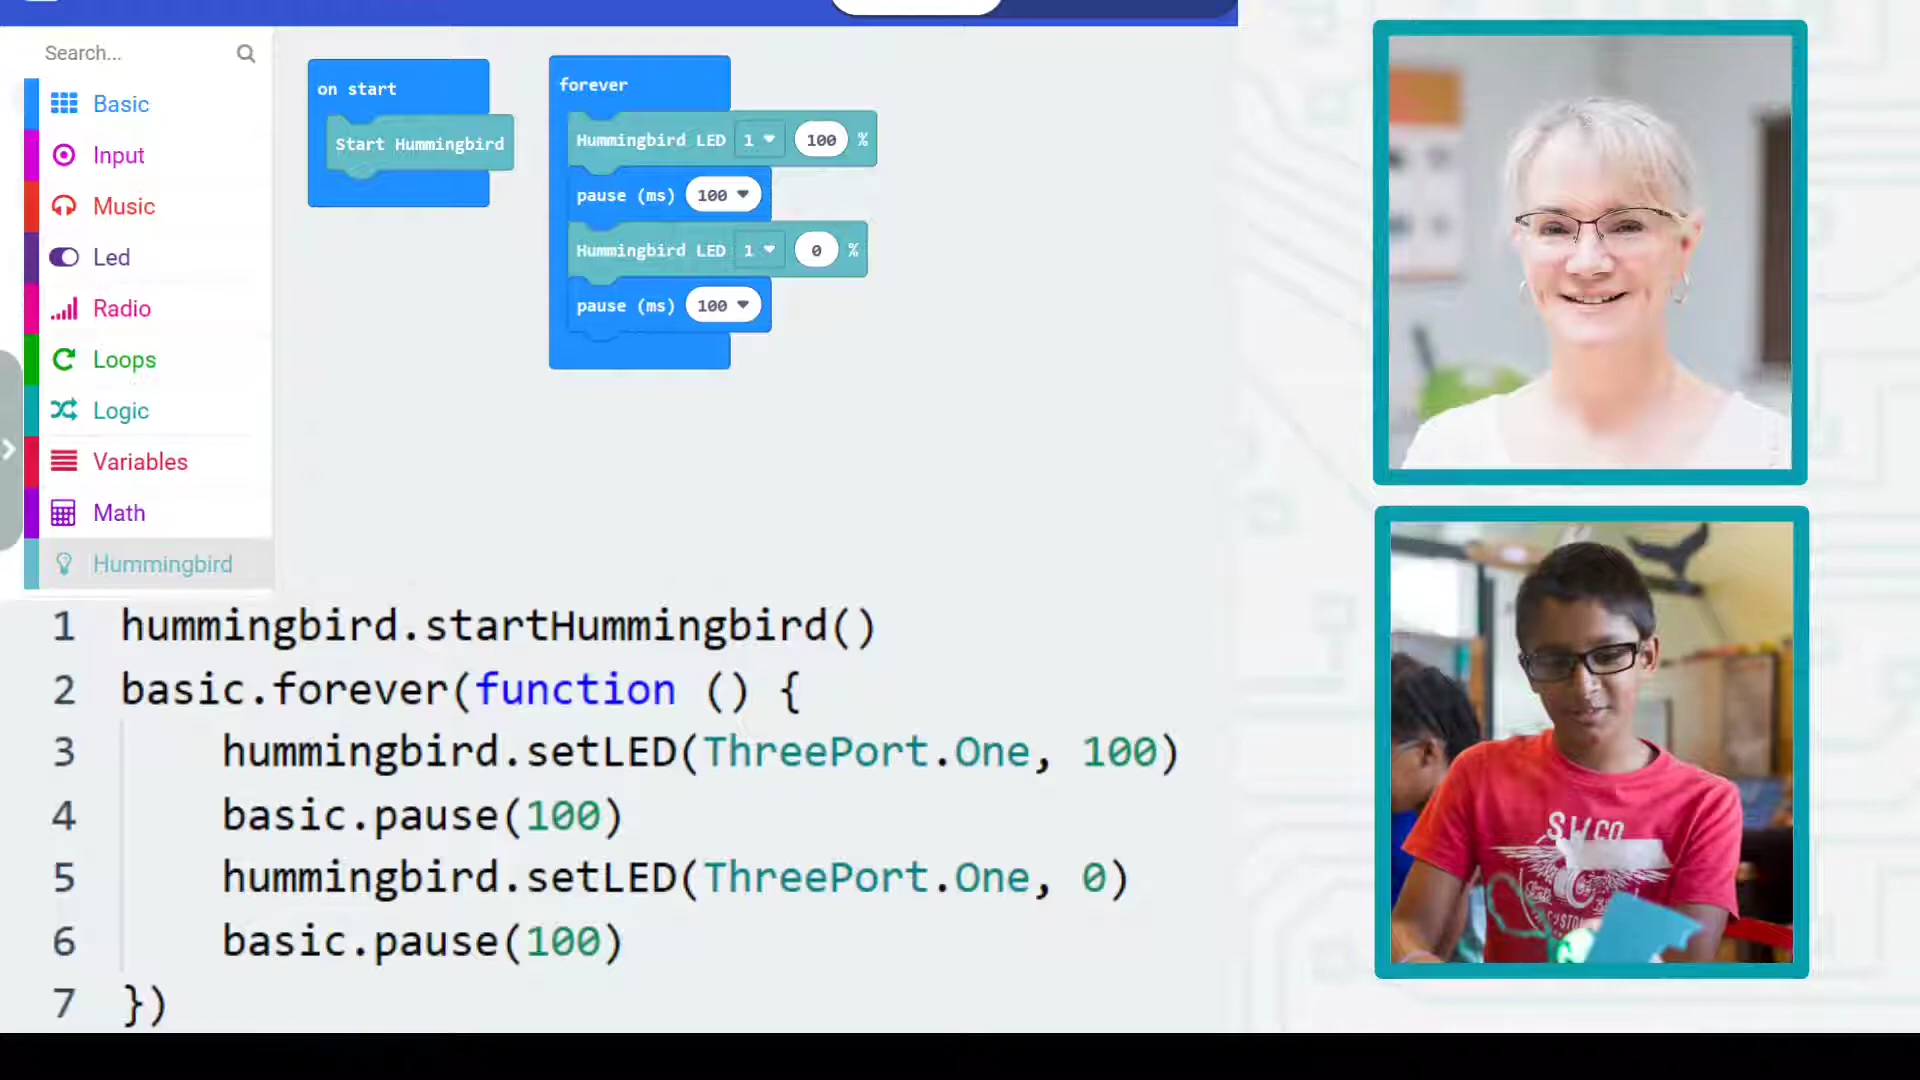 Search...
Basic
Input
Music
Led
Radio
Loops
Logic
Variables
Math
Hummingbird
on start
Start Hummingbird
forever
Hummingbird LED 1 100 %
pause (ms) 100
Hummingbird LED 1 0 %
pause (ms) 100
1 hummingbird.startHummingbird()
2 basic.forever(function () {
3 hummingbird.setLED(ThreePort.One, 100)
4 basic.pause(100)
5 hummingbird.setLED(ThreePort.One, 0)
6 basic.pause(100)
7 })